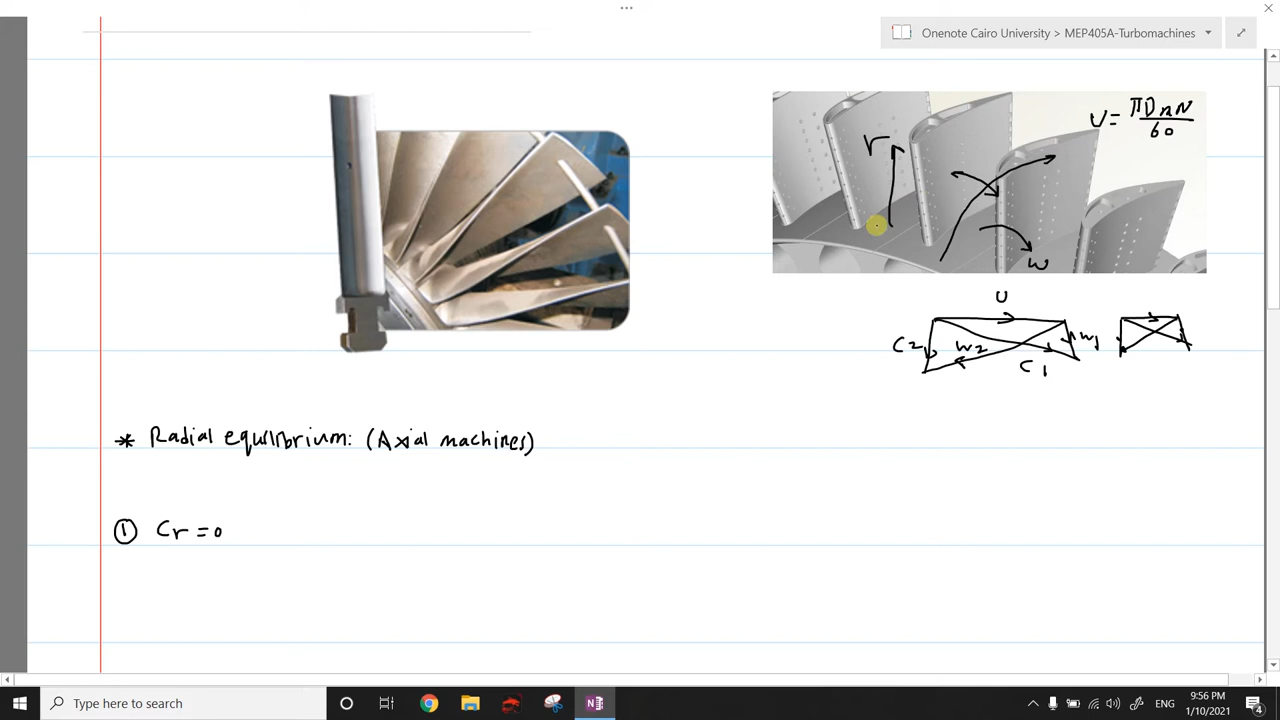 Onenote Cairo University > MEP405A-Turbomachines
U = πDmN
60
r
w
U
C2
W2
W1
C1
* Radial equilibrium: (Axial machines)
① Cr = 0
Type here to search
ENG
9:56 PM
1/10/2021
4